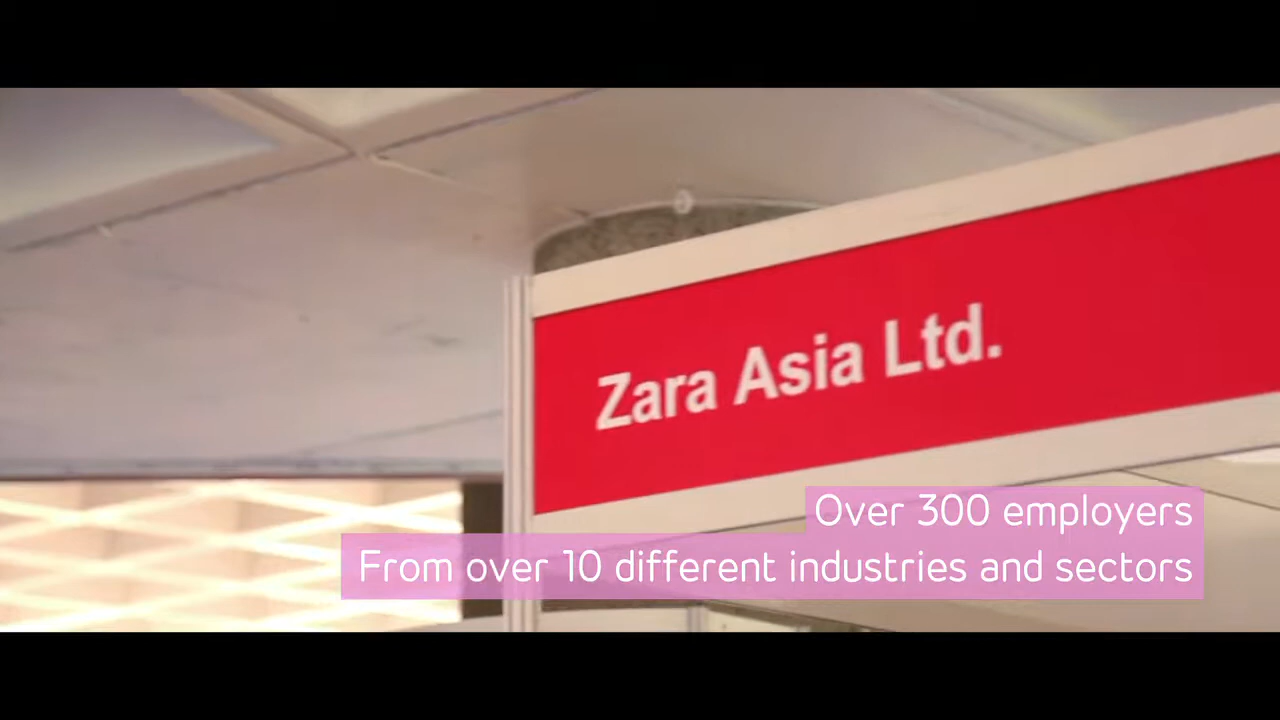 Zara Asia Ltd.
Over 300 employers
From over 10 different industries and sectors